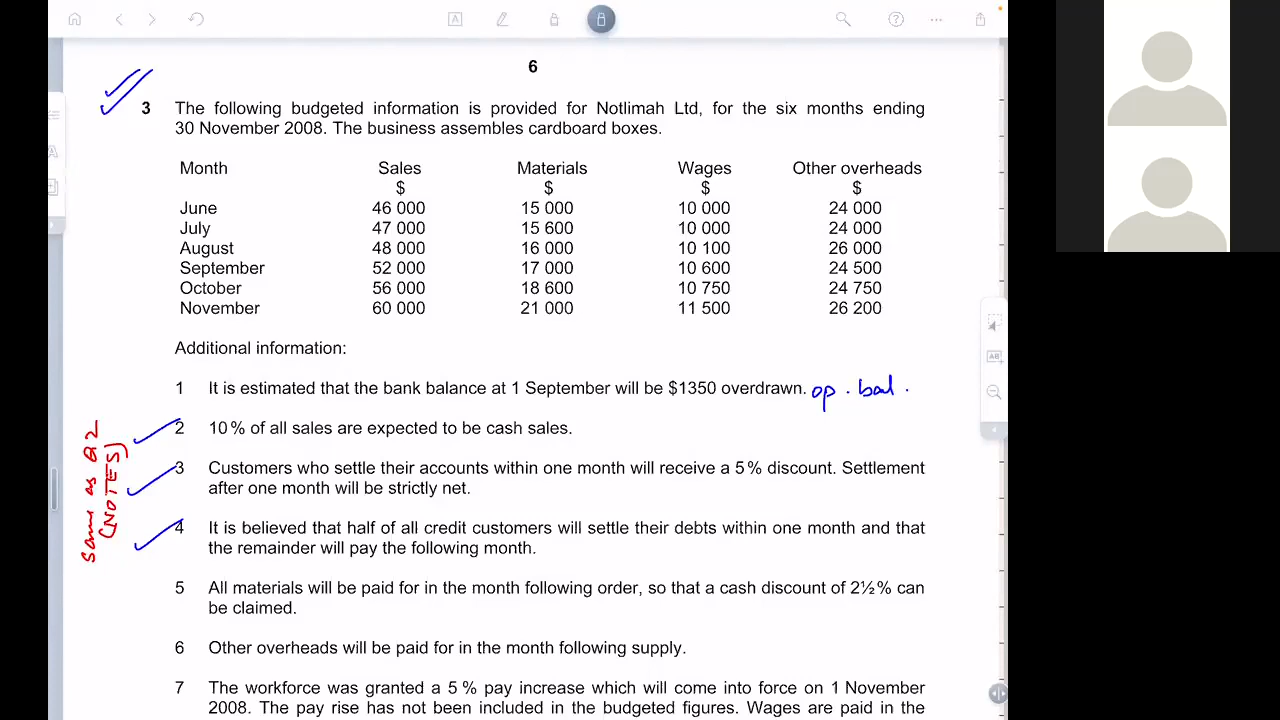 6
3 The following budgeted information is provided for Notlimah Ltd, for the six months ending
30 November 2008. The business assembles cardboard boxes.
Month Sales Materials Wages Other overheads
$ $ $ $
June 46 000 15 000 10 000 24 000
July 47 000 15 600 10 000 24 000
August 48 000 16 000 10 100 26 000
September 52 000 17 000 10 600 24 500
October 56 000 18 600 10 750 24 750
November 60 000 21 000 11 500 26 200
Additional information:
1 It is estimated that the bank balance at 1 September will be $1350 overdrawn. op. bal.
2 10 % of all sales are expected to be cash sales.
3 Customers who settle their accounts within one month will receive a 5 % discount. Settlement
after one month will be strictly net.
4 It is believed that half of all credit customers will settle their debts within one month and that
the remainder will pay the following month.
same as Q2
(NOTES)
5 All materials will be paid for in the month following order, so that a cash discount of 2½ % can
be claimed.
6 Other overheads will be paid for in the month following supply.
7 The workforce was granted a 5 % pay increase which will come into force on 1 November
2008. The pay rise has not been included in the budgeted figures. Wages are paid in the